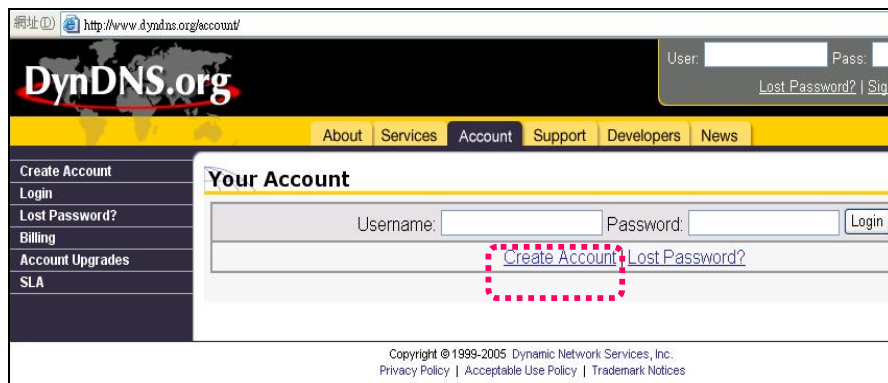 網址(D) http://www.dyndns.org/account/
DynDNS.org
User: Pass:
Lost Password? | Sig
About Services Account Support Developers News
Create Account
Login
Lost Password?
Billing
Account Upgrades
SLA
Your Account
Username: Password: Login
Create Account | Lost Password?
Copyright © 1999-2005 Dynamic Network Services, Inc.
Privacy Policy | Acceptable Use Policy | Trademark Notices